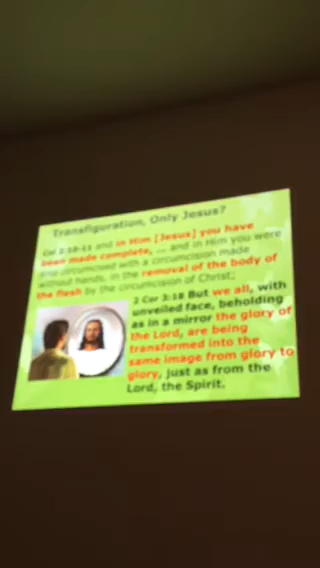 Transfiguration, Only Jesus?
Col 2:10-11 and in Him [Jesus] you have
been made complete, ... and in Him you were
also circumcised with a circumcision made
without hands, in the removal of the body of
the flesh by the circumcision of Christ;
2 Cor 3:18 But we all, with
unveiled face, beholding
as in a mirror the glory of
the Lord, are being
transformed into the
same image from glory to
glory, just as from the
Lord, the Spirit.